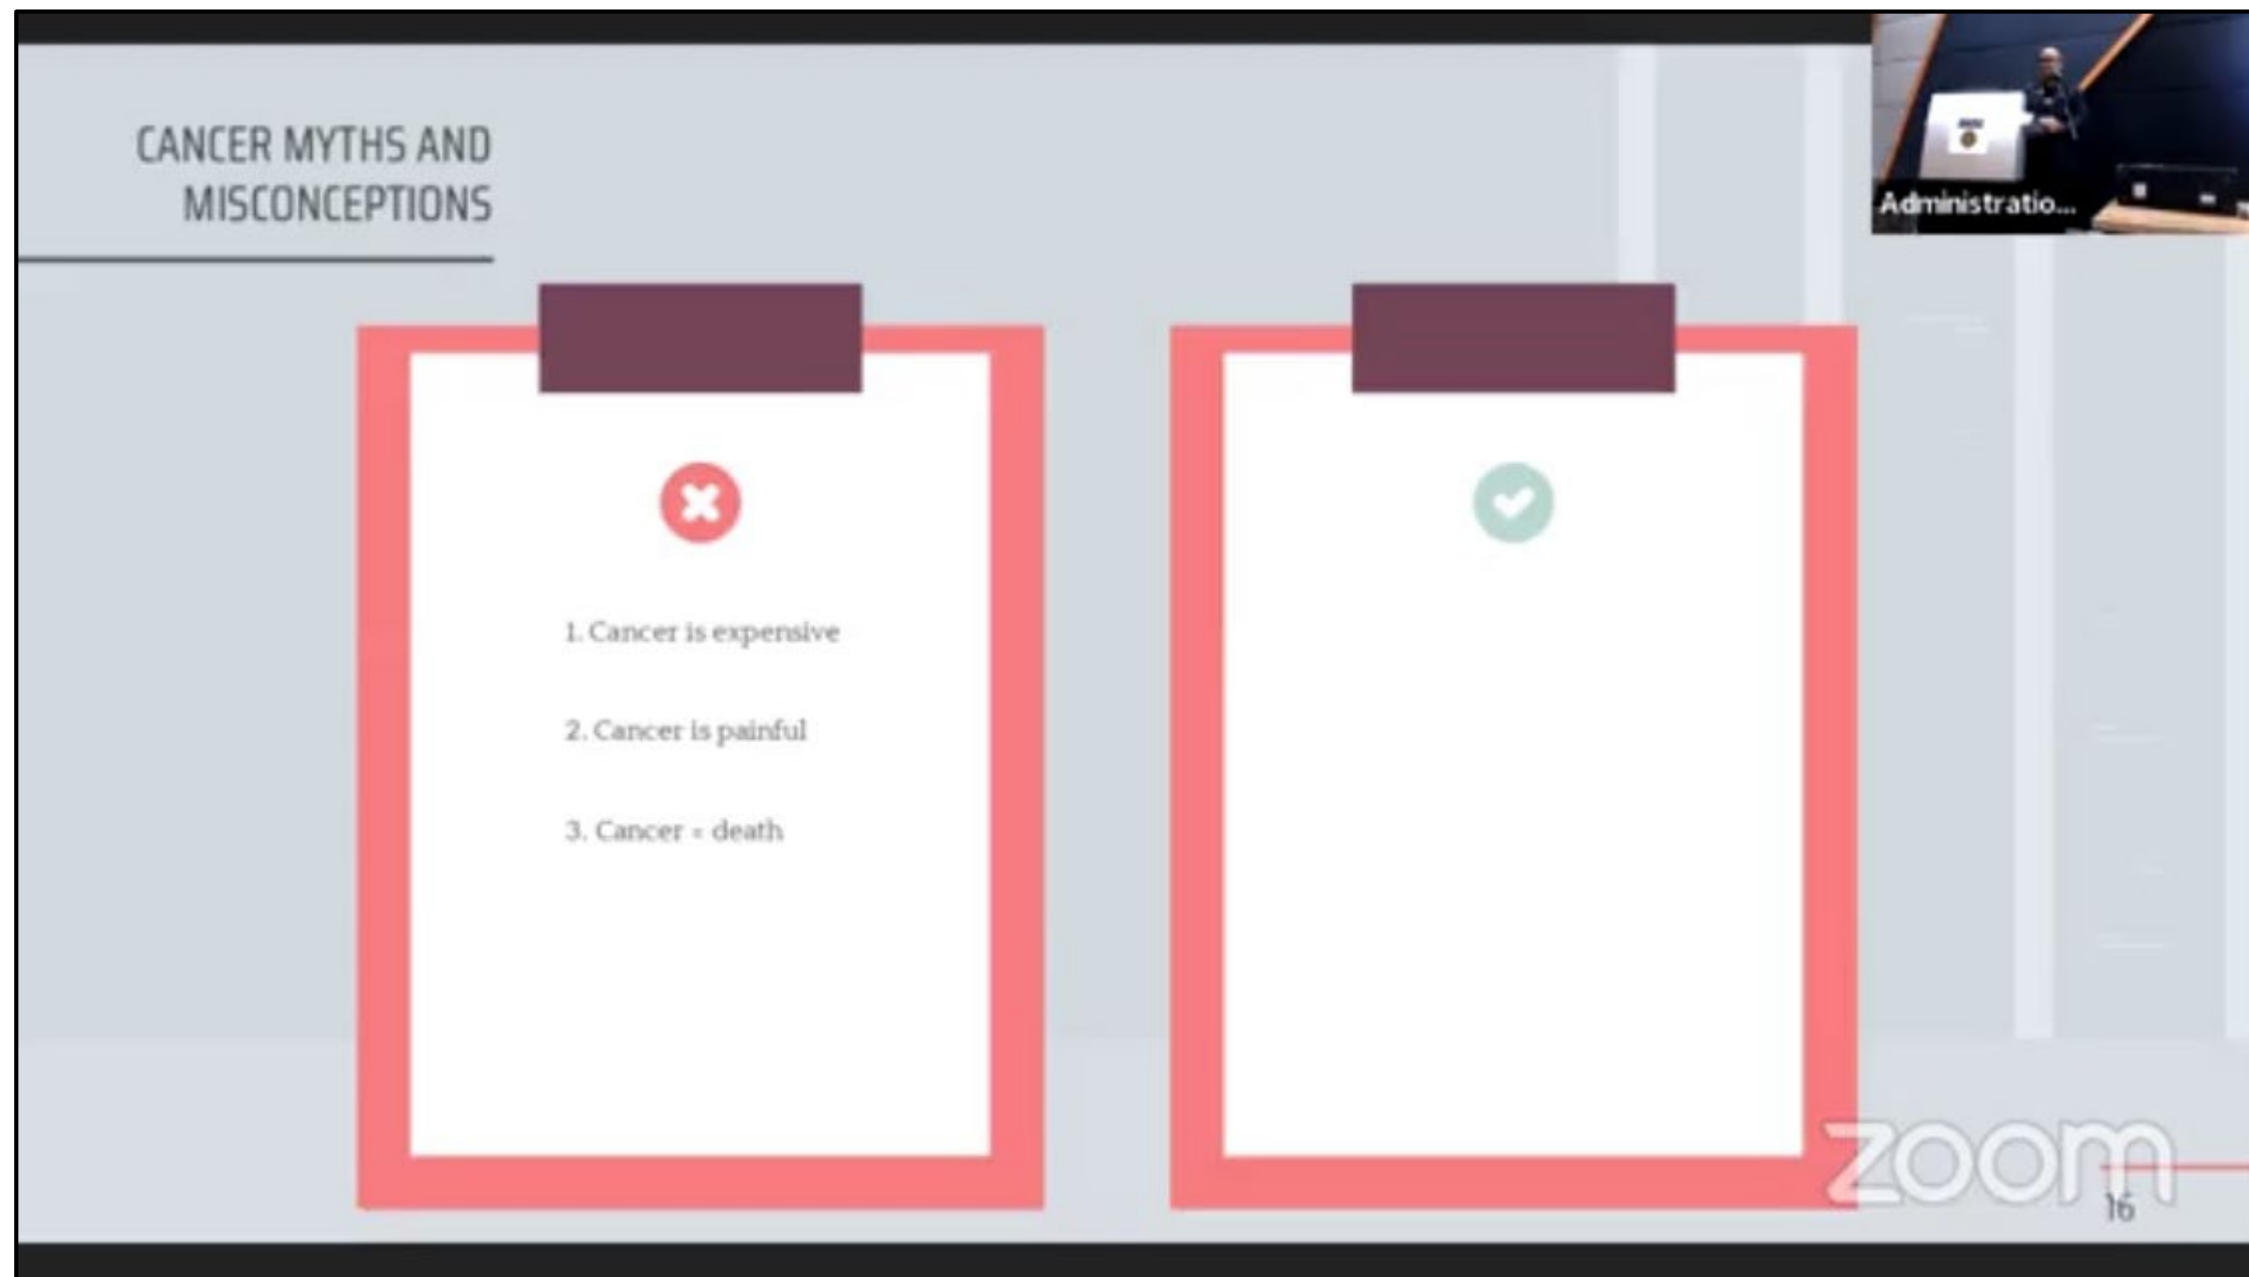 CANCER MYTHS AND
MISCONCEPTIONS
Administratio...
1. Cancer is expensive
2. Cancer is painful
3. Cancer = death
zoom
16